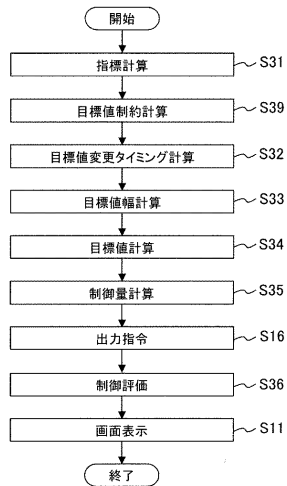 開始
指標計算 S31
目標値制約計算 S39
目標値変更タイミング計算 S32
目標値幅計算 S33
目標値計算 S34
制御量計算 S35
出力指令 S16
制御評価 S36
画面表示 S11
終了